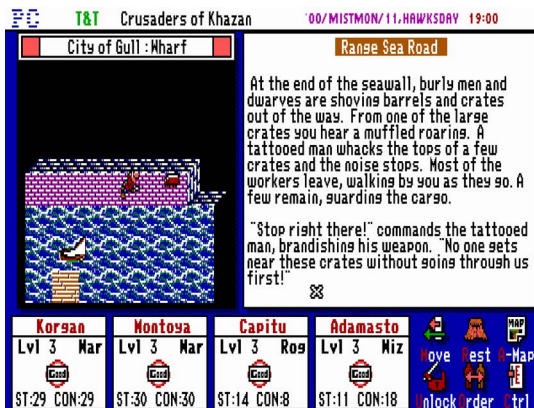 PC T&T Crusaders of Khazan '00/MISTMON/11,HAWKSDAY 19:00
City of Gull : Wharf
Range Sea Road
At the end of the seawall, burly men and
dwarves are shoving barrels and crates
out of the way. From one of the large
crates you hear a muffled roaring. A
tattooed man whacks the tops of a few
crates and the noise stops. Most of the
workers leave, walking by you as they go. A
few remain, guarding the cargo.
"Stop right there!" commands the tattooed
man, brandishing his weapon. "No one gets
near these crates without going through us
first!"
Korgan Montoya Capitu Adamasto
Lvl 3 War Lvl 3 War Lvl 3 Rog Lvl 3 Wiz
Good Good Good Good
ST:29 CON:29 ST:30 CON:30 ST:14 CON:8 ST:11 CON:18
MAP
Move Rest A-Map
E
Unlock Order Ctrl